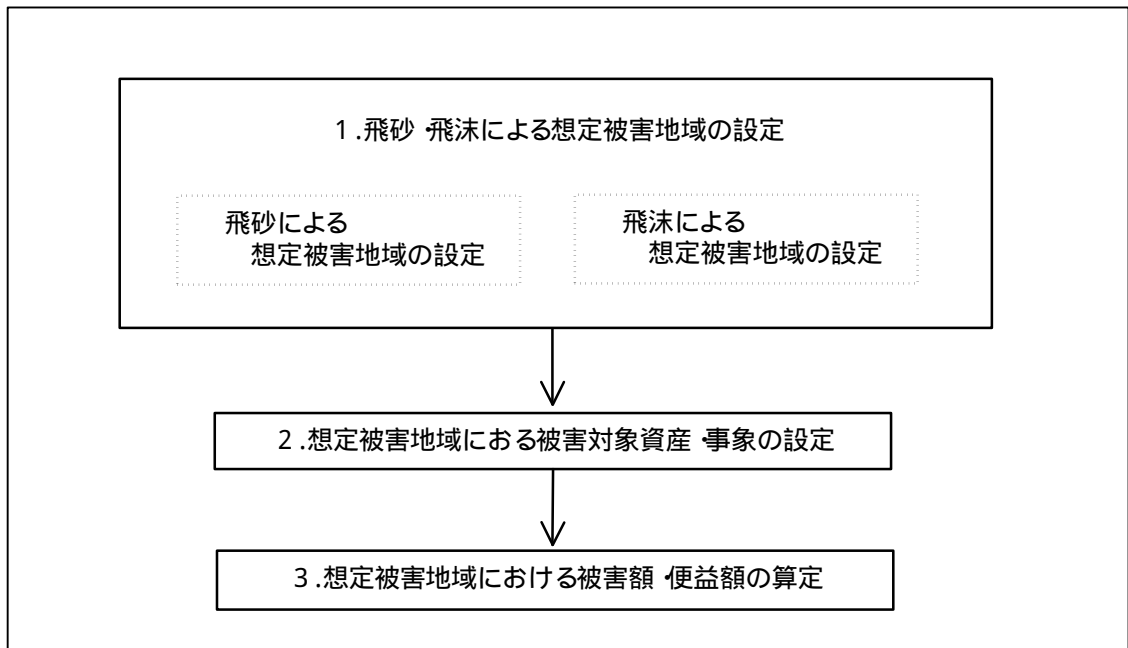 1.飛砂・飛沫による想定被害地域の設定
飛砂による
想定被害地域の設定
飛沫による
想定被害地域の設定
2.想定被害地域におる被害対象資産・事象の設定
3.想定被害地域における被害額・便益額の算定